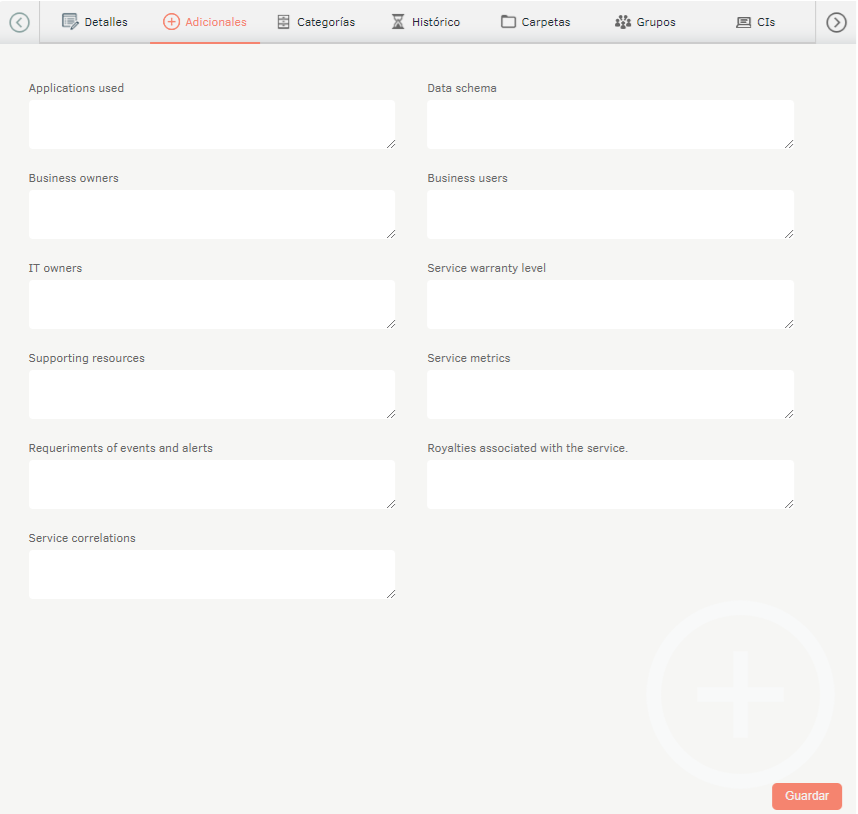 Detalles
Adicionales
Categorías
Histórico
Carpetas
Grupos
CIs
Applications used
Data schema
Business owners
Business users
IT owners
Service warranty level
Supporting resources
Service metrics
Requeriments of events and alerts
Royalties associated with the service.
Service correlations
Guardar